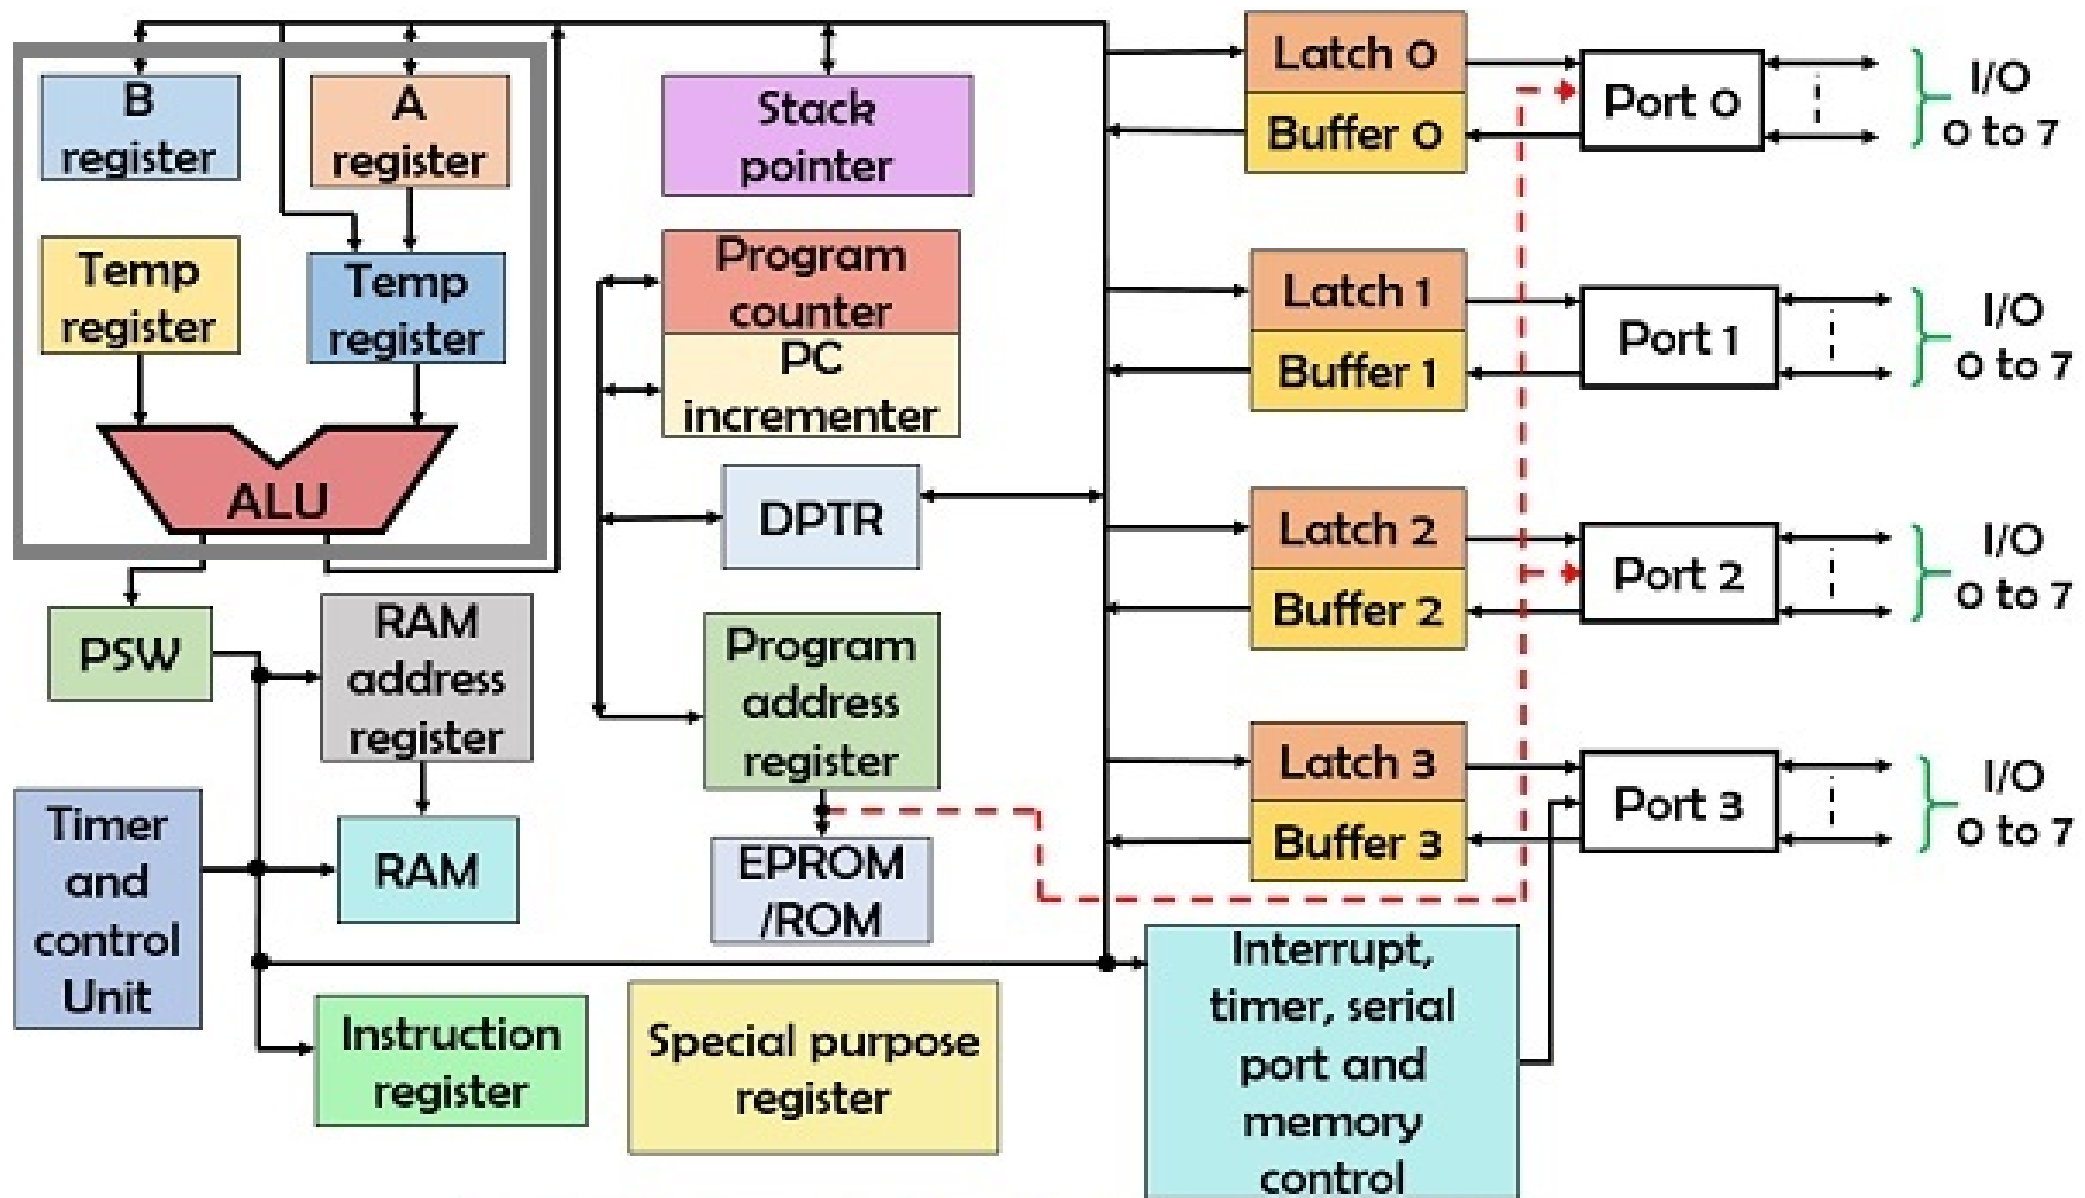 B
register
A
register
Temp
register
Temp
register
ALU
PSW
RAM
address
register
Timer
and
control
Unit
RAM
Instruction
register
Stack
pointer
Program
counter
PC
incrementer
DPTR
Program
address
register
EPROM
/ROM
Special purpose
register
Latch 0
Buffer 0
Port 0
I/O
0 to 7
Latch 1
Buffer 1
Port 1
I/O
0 to 7
Latch 2
Buffer 2
Port 2
I/O
0 to 7
Latch 3
Buffer 3
Port 3
I/O
0 to 7
Interrupt,
timer, serial
port and
memory
control